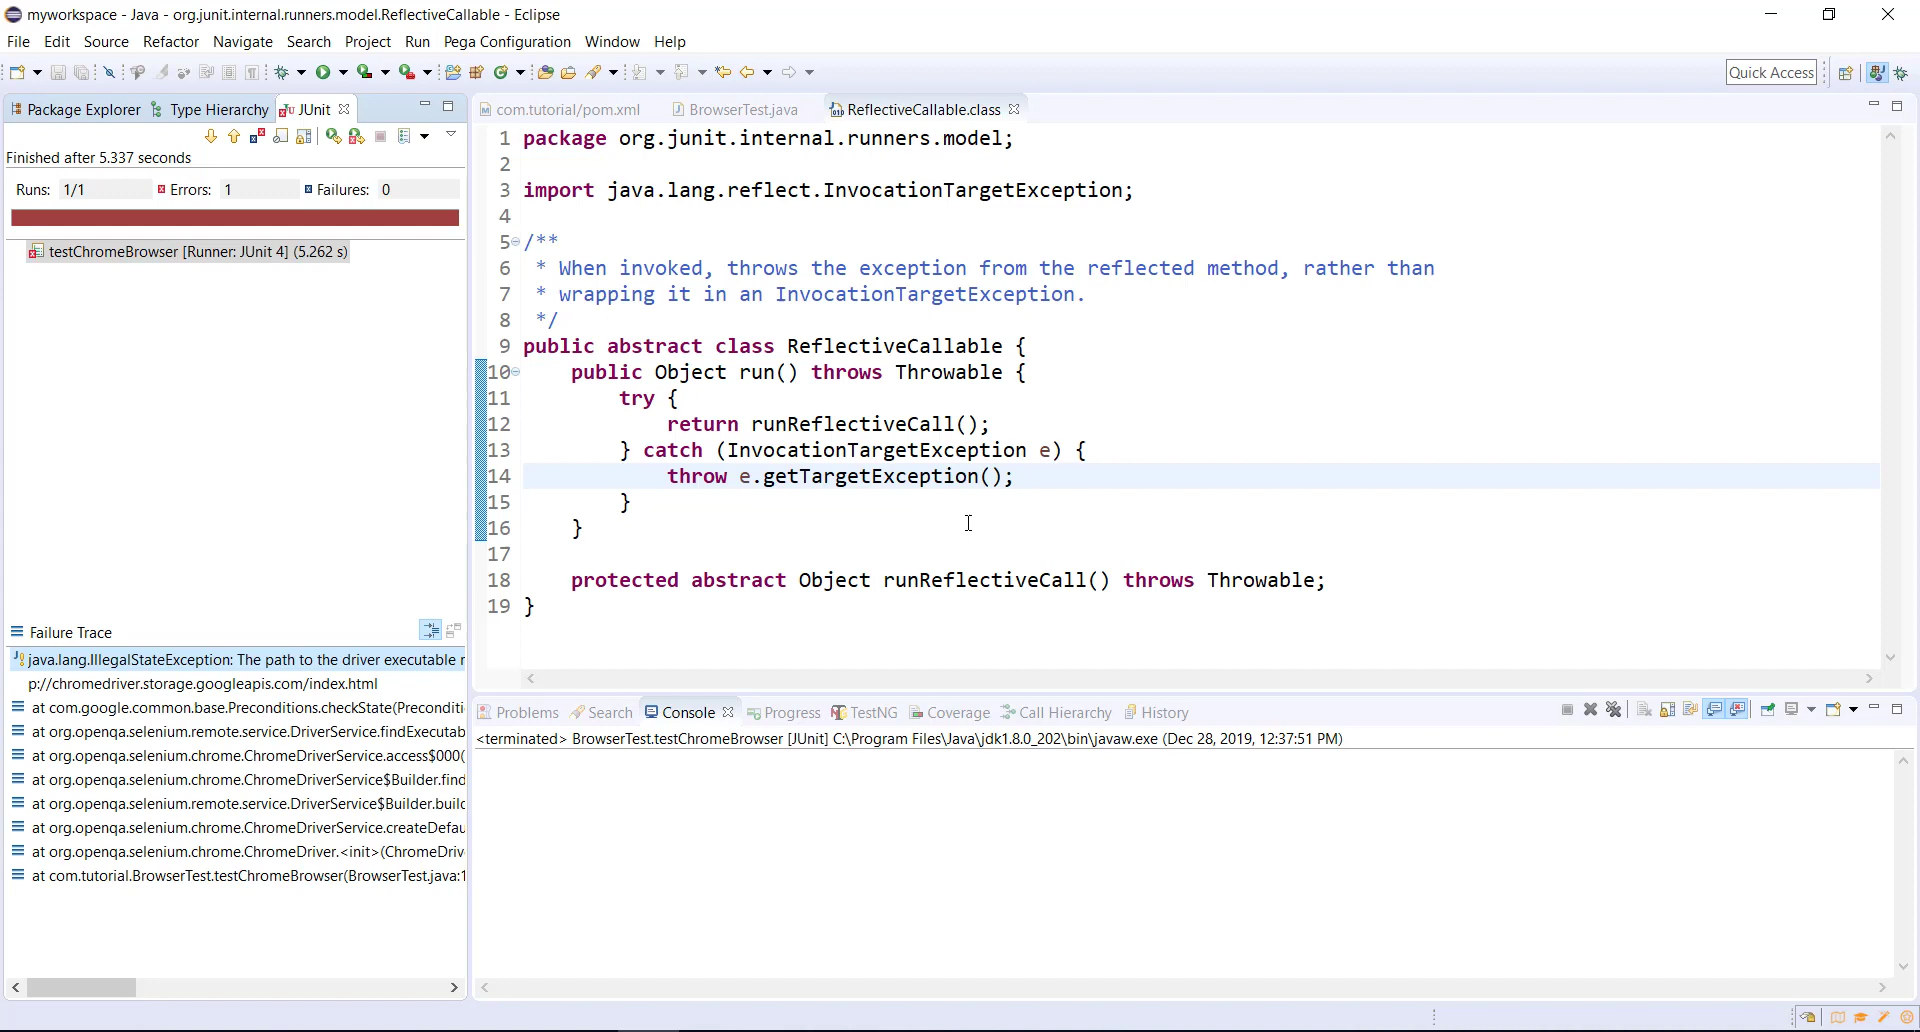 myworkspace - Java - org.junit.internal.runners.model.ReflectiveCallable - Eclipse
File Edit Source Refactor Navigate Search Project Run Pega Configuration Window Help
Quick Access
Package Explorer Type Hierarchy JUnit
Finished after 5.337 seconds
Runs: 1/1 Errors: 1 Failures: 0
testChromeBrowser [Runner: JUnit 4] (5.262 s)
Failure Trace
java.lang.IllegalStateException: The path to the driver executable
p://chromedriver.storage.googleapis.com/index.html
at com.google.common.base.Preconditions.checkState(Preconditi
at org.openqa.selenium.remote.service.DriverService.findExecutab
at org.openqa.selenium.chrome.ChromeDriverService.access$000(
at org.openqa.selenium.chrome.ChromeDriverService$Builder.find
at org.openqa.selenium.remote.service.DriverService$Builder.build
at org.openqa.selenium.chrome.ChromeDriverService.createDefau
at org.openqa.selenium.chrome.ChromeDriver.<init>(ChromeDriv
at com.tutorial.BrowserTest.testChromeBrowser(BrowserTest.java:1
com.tutorial/pom.xml BrowserTest.java ReflectiveCallable.class
1 package org.junit.internal.runners.model;
2
3 import java.lang.reflect.InvocationTargetException;
4
5 /**
6 * When invoked, throws the exception from the reflected method, rather than
7 * wrapping it in an InvocationTargetException.
8 */
9 public abstract class ReflectiveCallable {
10 public Object run() throws Throwable {
11 try {
12 return runReflectiveCall();
13 } catch (InvocationTargetException e) {
14 throw e.getTargetException();
15 }
16 }
17
18 protected abstract Object runReflectiveCall() throws Throwable;
19 }
Problems Search Console Progress TestNG Coverage Call Hierarchy History
<terminated> BrowserTest.testChromeBrowser [JUnit] C:\Program Files\Java\jdk1.8.0_202\bin\javaw.exe (Dec 28, 2019, 12:37:51 PM)